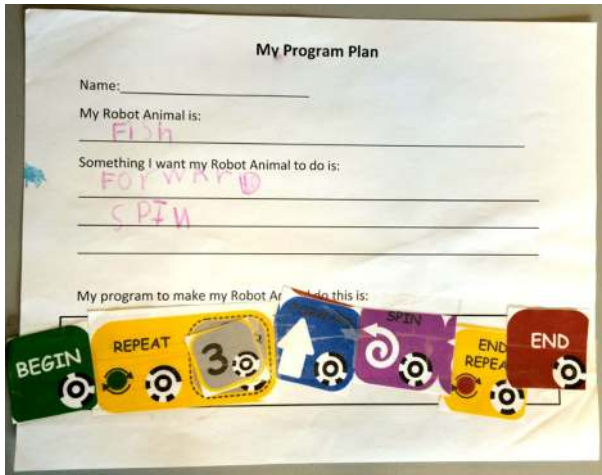 My Program Plan
Name:
My Robot Animal is:
Fish
Something I want my Robot Animal to do is:
FOrWArD
SPIN
My program to make my Robot do this is:
BEGIN
REPEAT
3
SPIN
END
REPEA
END